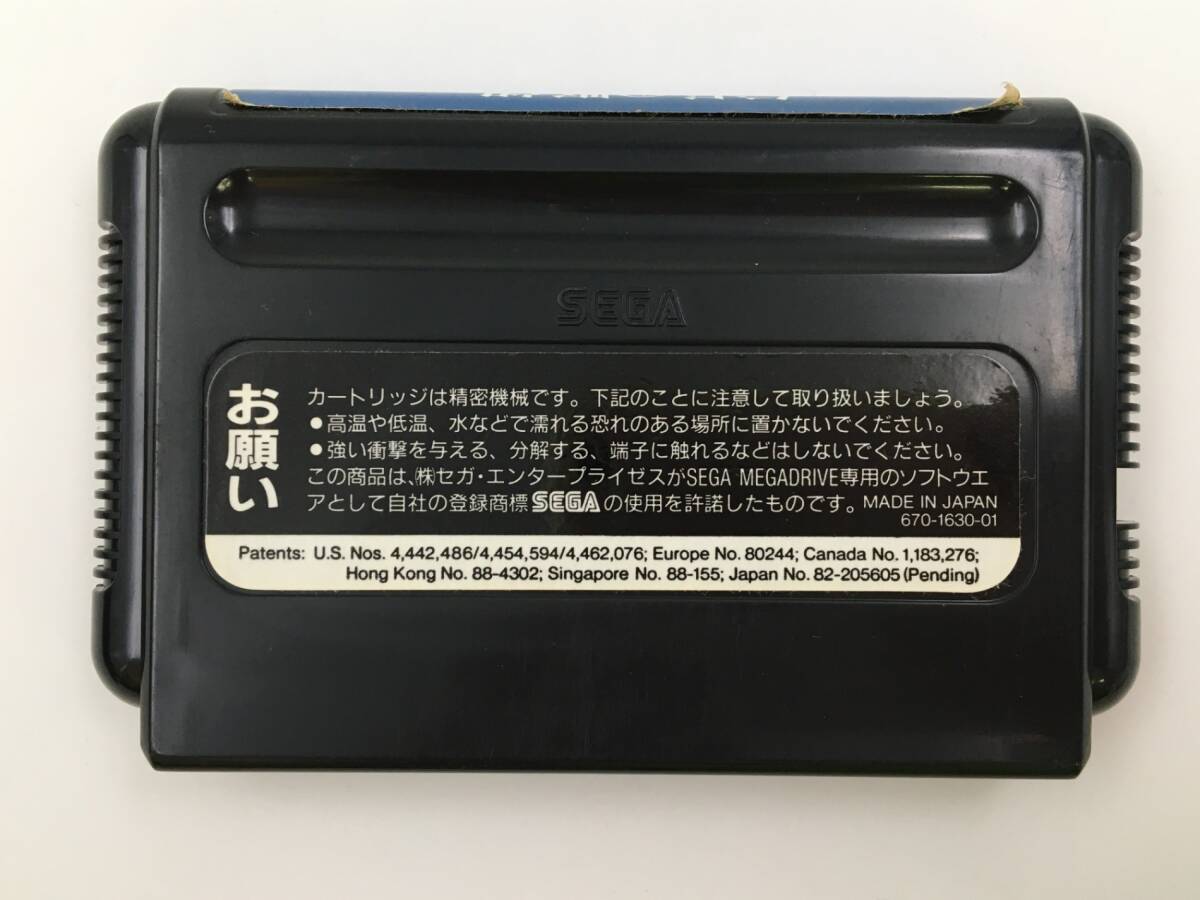 SEGA
お願い
カートリッジは精密機械です。下記のことに注意して取り扱いましょう。
●高温や低温、水などで濡れる恐れのある場所に置かないでください。
●強い衝撃を与える、分解する、端子に触れるなどはしないでください。
この商品は、㈱セガ・エンタープライゼスがSEGA MEGADRIVE専用のソフトウエ
アとして自社の登録商標SEGAの使用を許諾したものです。MADE IN JAPAN
670-1630-01
Patents: U.S. Nos. 4,442,486/4,454,594/4,462,076; Europe No. 80244; Canada No. 1,183,276;
Hong Kong No. 88-4302; Singapore No. 88-155; Japan No. 82-205605 (Pending)